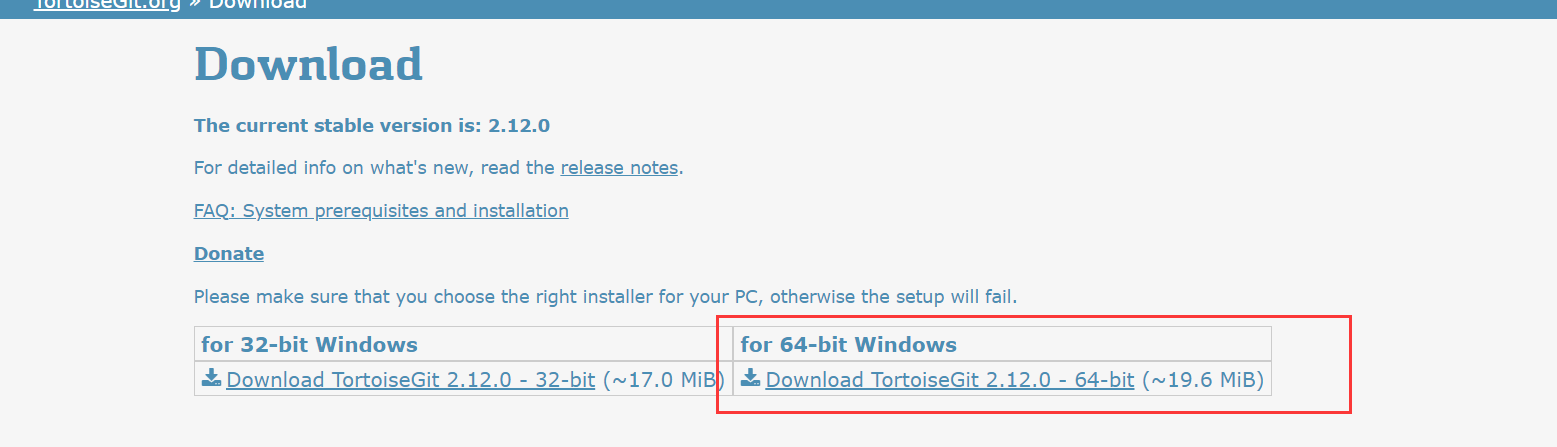 TortoiseGit.org » Download
Download
The current stable version is: 2.12.0
For detailed info on what's new, read the release notes.
FAQ: System prerequisites and installation
Donate
Please make sure that you choose the right installer for your PC, otherwise the setup will fail.
for 32-bit Windows
for 64-bit Windows
Download TortoiseGit 2.12.0 - 32-bit (~17.0 MiB)
Download TortoiseGit 2.12.0 - 64-bit (~19.6 MiB)